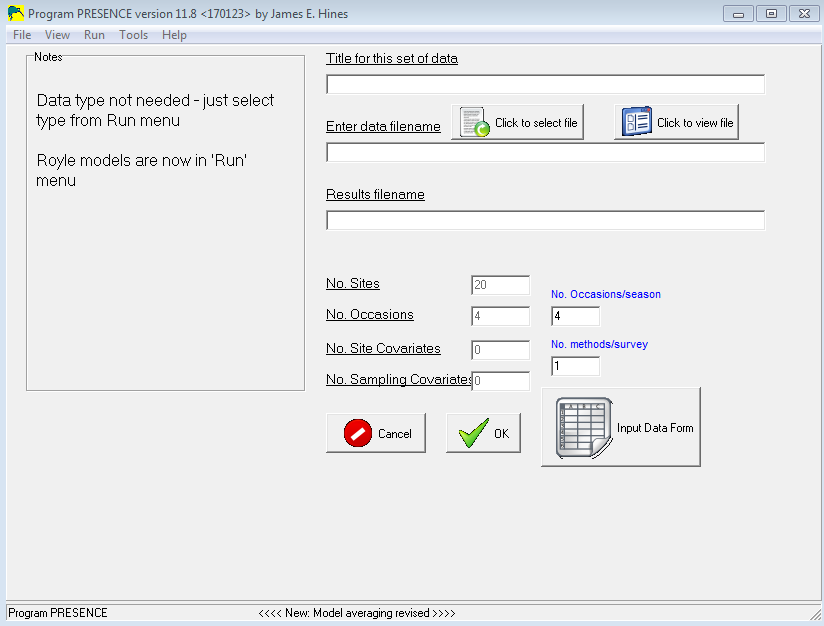 Program PRESENCE version 11.8 <170123> by James E. Hines
File View Run Tools Help
Notes
Data type not needed - just select
type from Run menu
Royle models are now in 'Run'
menu
Title for this set of data
Enter data filename
Click to select file
Click to view file
Results filename
No. Sites 20
No. Occasions 4
No. Site Covariates 0
No. Sampling Covariates 0
No. Occasions/season
4
No. methods/survey
1
Cancel
OK
Input Data Form
Program PRESENCE
<<<< New: Model averaging revised >>>>